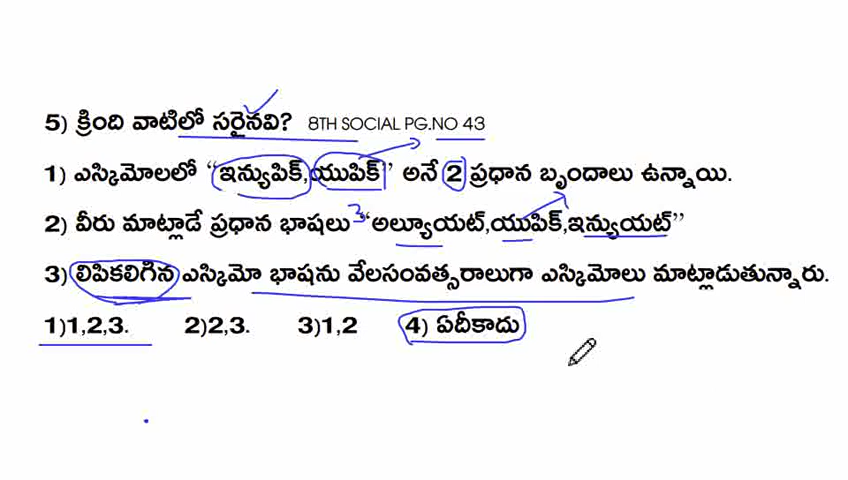 5) క్రింది వాటిలో సరైనవి? 8TH SOCIAL PG.NO 43
1) ఎస్కిమోలలో "ఇన్యుపిక్,యుపిక్" అనే 2 ప్రధాన బృందాలు ఉన్నాయి.
2) వీరు మాట్లాడే ప్రధాన భాషలు 3 "అల్యూయట్,యుపిక్,ఇన్యుయట్"
3) లిపికలిగిన ఎస్కిమో భాషను వేలసంవత్సరాలుగా ఎస్కిమోలు మాట్లాడుతున్నారు.
1)1,2,3. 2)2,3. 3)1,2 4) ఏదీకాదు